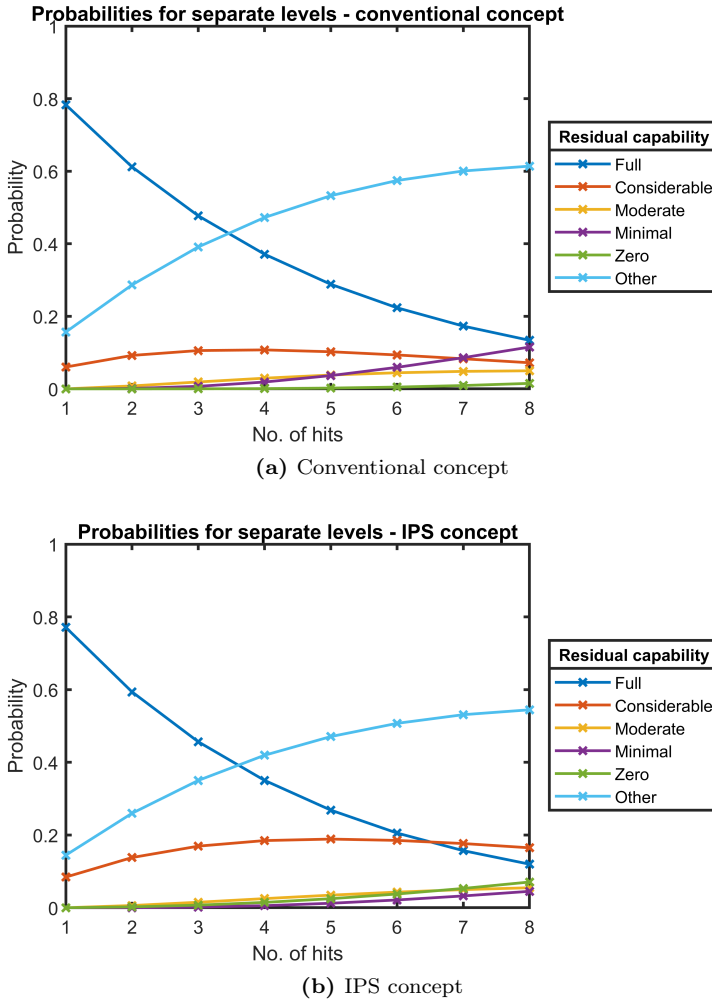 Probabilities for separate levels - conventional concept
1
0.8
0.6
0.4
0.2
0
Probability
1 2 3 4 5 6 7 8
No. of hits
Residual capability
Full
Considerable
Moderate
Minimal
Zero
Other
(a) Conventional concept
Probabilities for separate levels - IPS concept
1
0.8
0.6
0.4
0.2
0
Probability
1 2 3 4 5 6 7 8
No. of hits
Residual capability
Full
Considerable
Moderate
Minimal
Zero
Other
(b) IPS concept